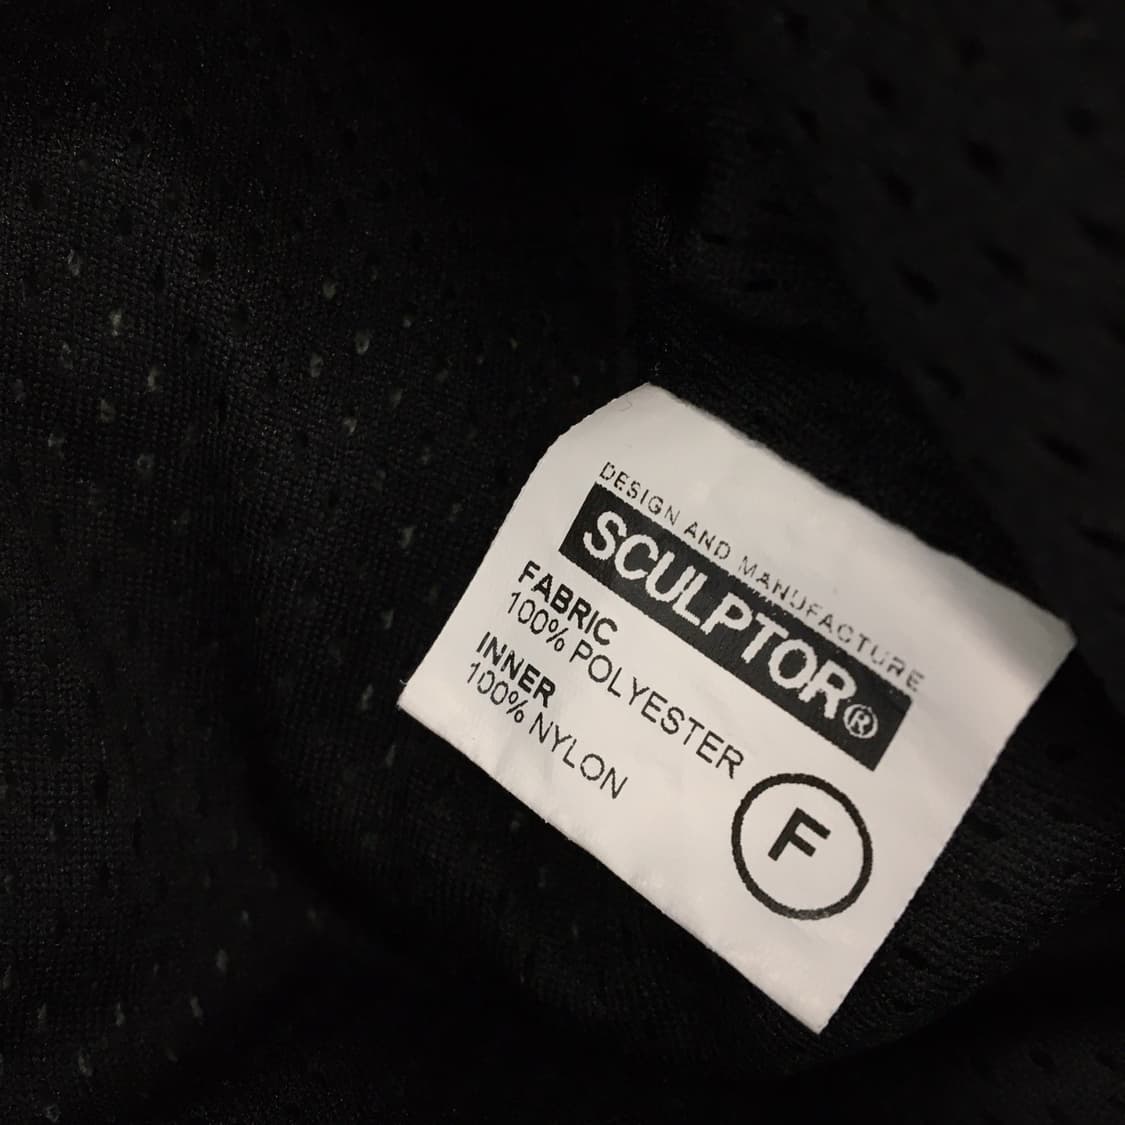 DESIGN AND MANUFACTURE
SCULPTOR®
FABRIC
100% POLYESTER
INNER
100% NYLON
F